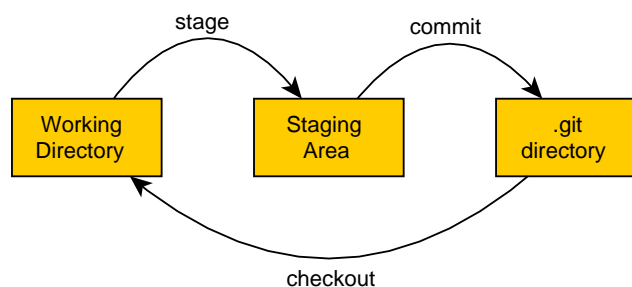 stage
commit
Working
Directory
Staging
Area
.git
directory
checkout